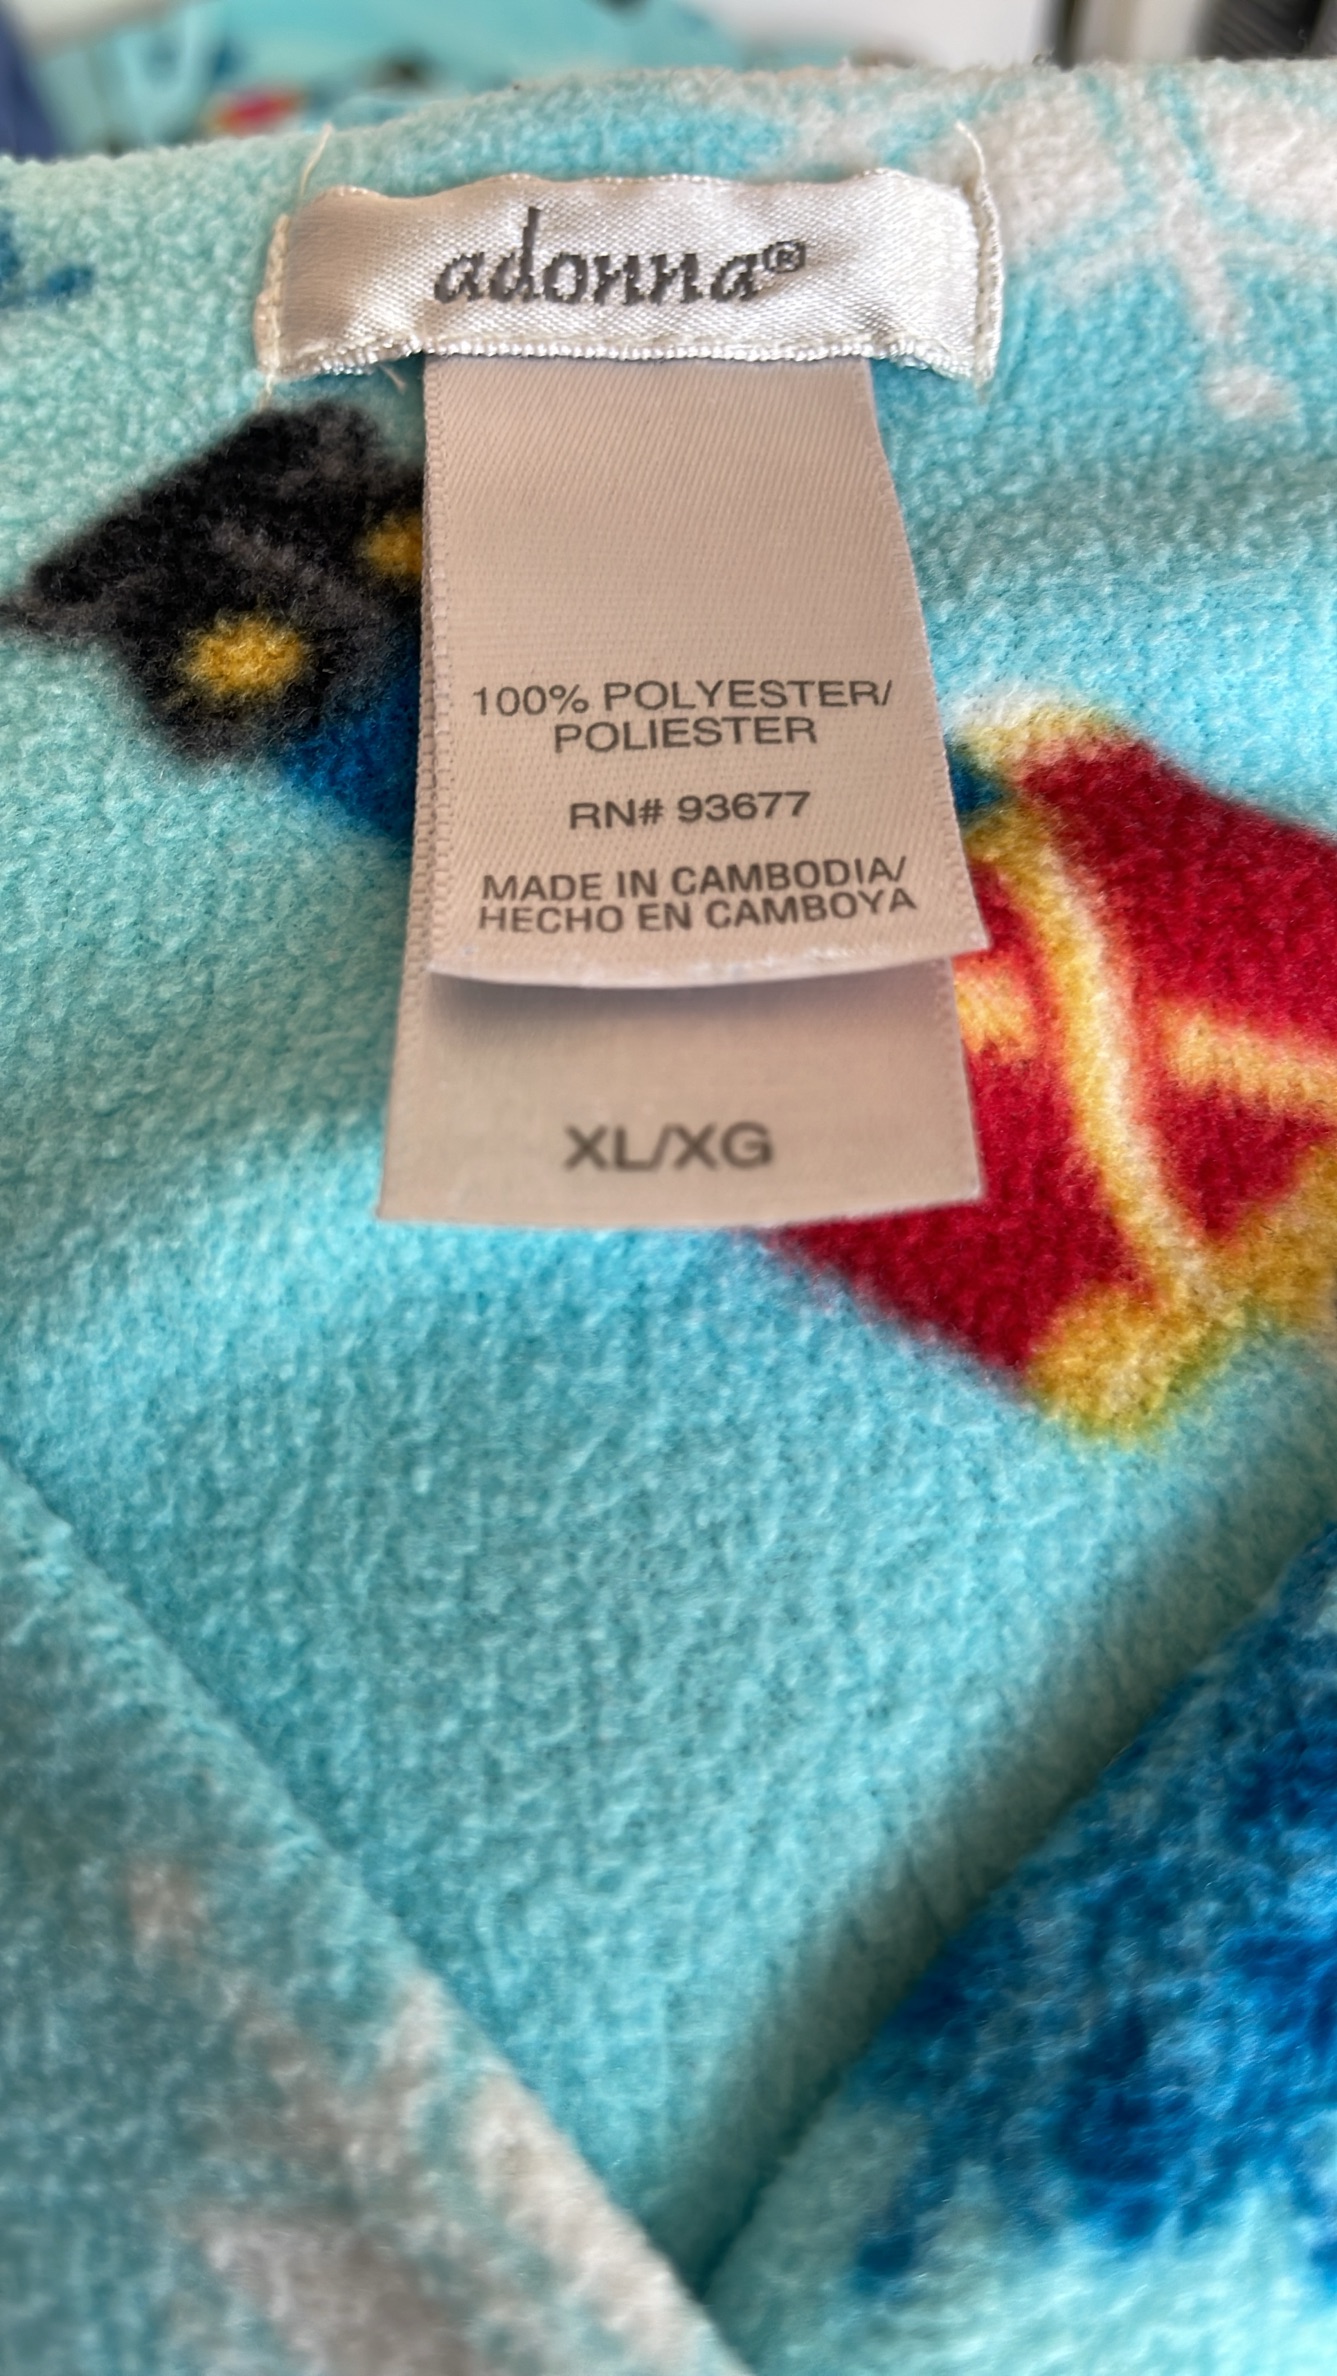 adonna®
100% POLYESTER/
POLIESTER
RN# 93677
MADE IN CAMBODIA/
HECHO EN CAMBOYA
XL/XG